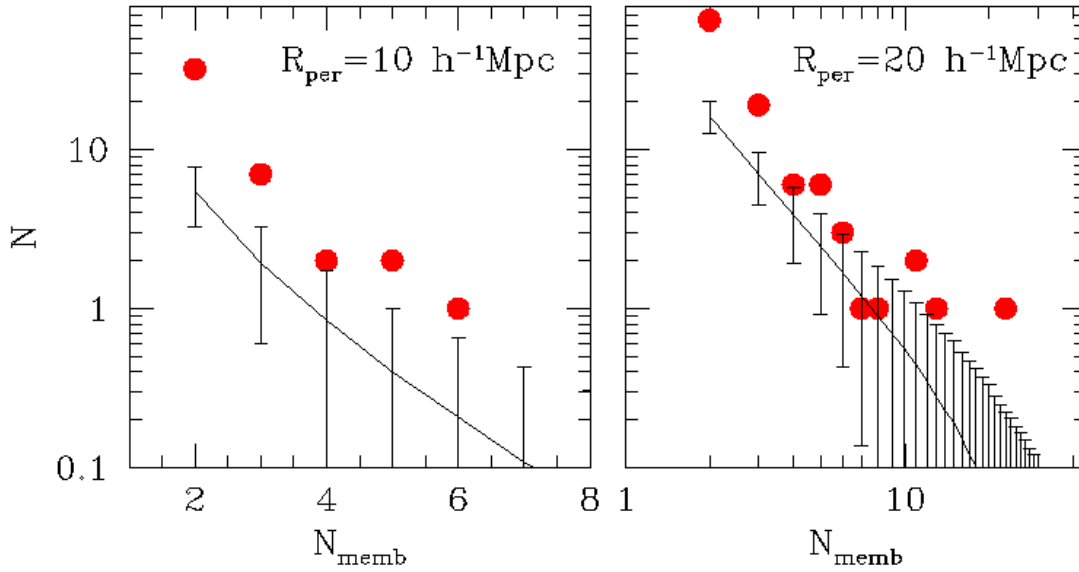 R_per=10 h⁻¹Mpc
R_per=20 h⁻¹Mpc
N
10
1
0.1
2 4 6 8
1 10
N_memb
N_memb